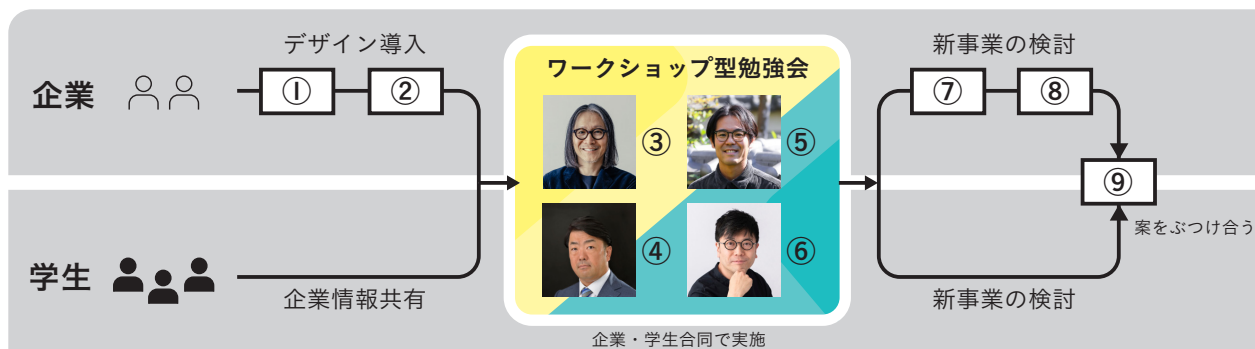 デザイン導入
企業
①
②
ワークショップ型勉強会
③
⑤
④
⑥
企業・学生合同で実施
新事業の検討
⑦
⑧
⑨
案をぶつけ合う
学生
企業情報共有
新事業の検討